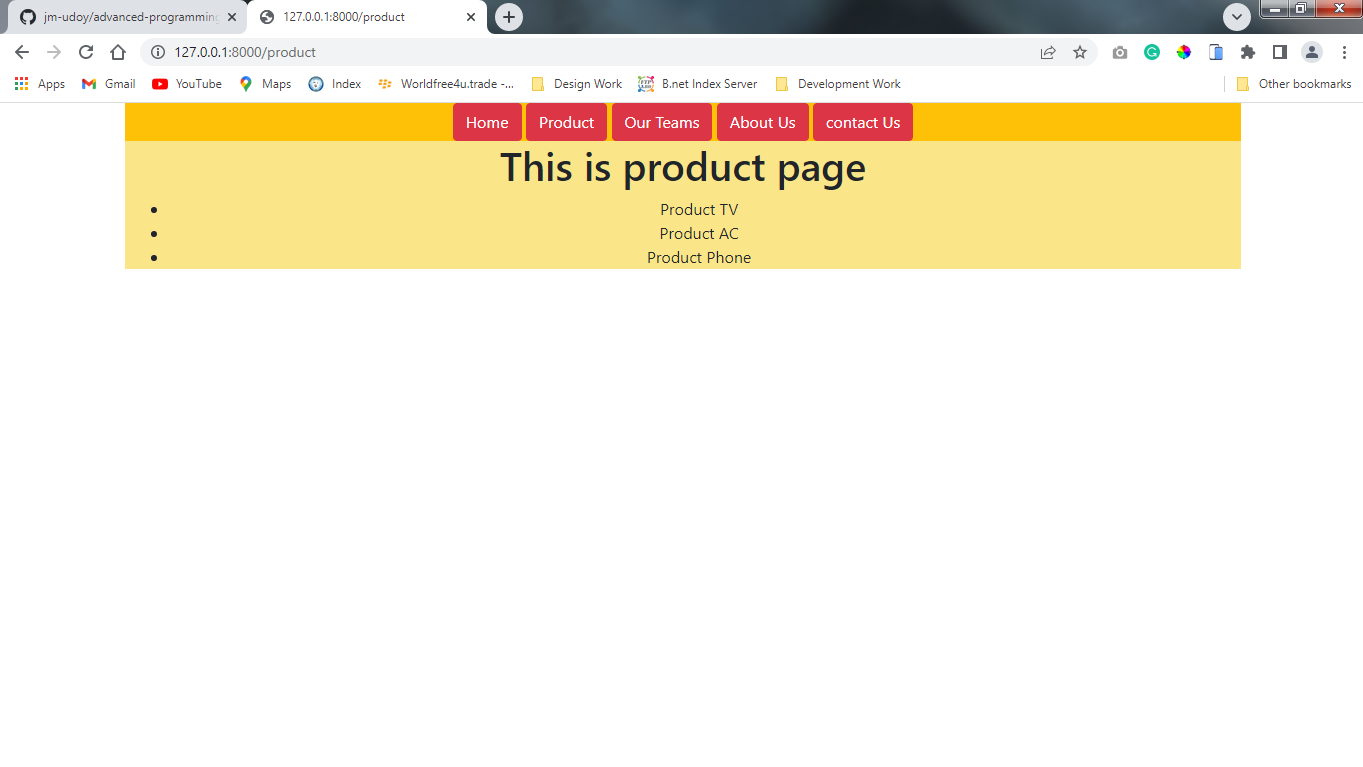 jm-udoy/advanced-programming
127.0.0.1:8000/product
127.0.0.1:8000/product
Apps Gmail YouTube Maps Index Worldfree4u.trade -... Design Work B.net Index Server Development Work Other bookmarks
Home Product Our Teams About Us contact Us
This is product page
Product TV
Product AC
Product Phone